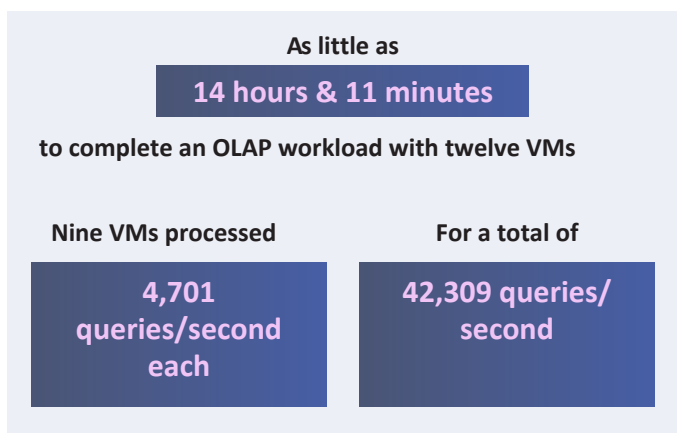 As little as
14 hours & 11 minutes
to complete an OLAP workload with twelve VMs
Nine VMs processed
4,701
queries/second
each
For a total of
42,309 queries/
second